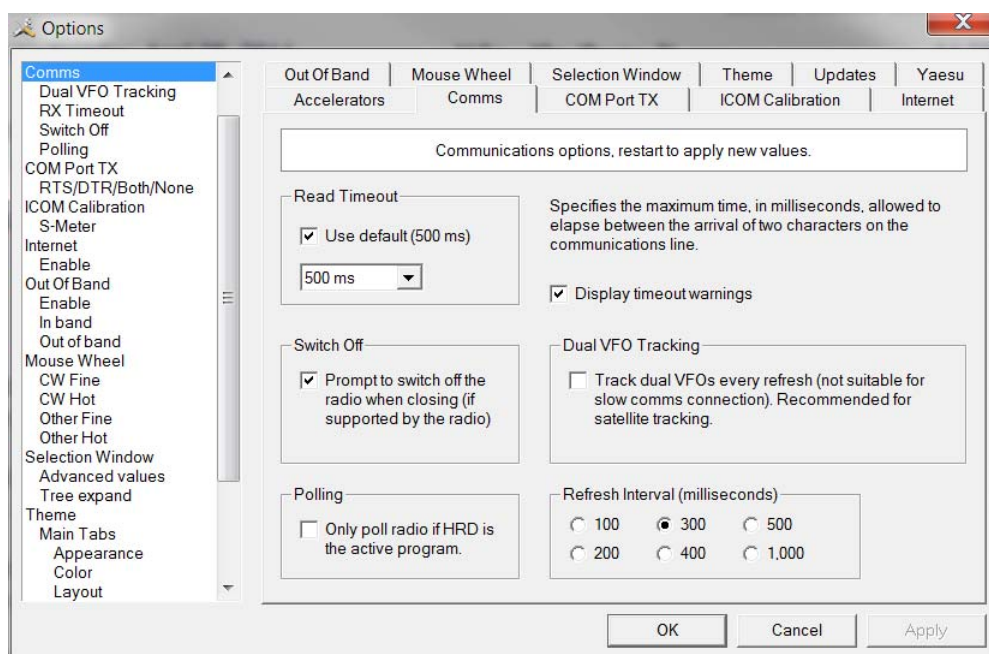 Options
Comms
Dual VFO Tracking
RX Timeout
Switch Off
Polling
COM Port TX
RTS/DTR/Both/None
ICOM Calibration
S-Meter
Internet
Enable
Out Of Band
Enable
In band
Out of band
Mouse Wheel
CW Fine
CW Hot
Other Fine
Other Hot
Selection Window
Advanced values
Tree expand
Theme
Main Tabs
Appearance
Color
Layout
Out Of Band
Mouse Wheel
Selection Window
Theme
Updates
Yaesu
Accelerators
Comms
COM Port TX
ICOM Calibration
Internet
Communications options, restart to apply new values.
Read Timeout
Use default (500 ms)
500 ms
Specifies the maximum time, in milliseconds, allowed to
elapse between the arrival of two characters on the
communications line.
Display timeout warnings
Switch Off
Prompt to switch off the
radio when closing (if
supported by the radio)
Dual VFO Tracking
Track dual VFOs every refresh (not suitable for
slow comms connection). Recommended for
satellite tracking.
Polling
Only poll radio if HRD is
the active program.
Refresh Interval (milliseconds)
100
300
500
200
400
1,000
OK
Cancel
Apply